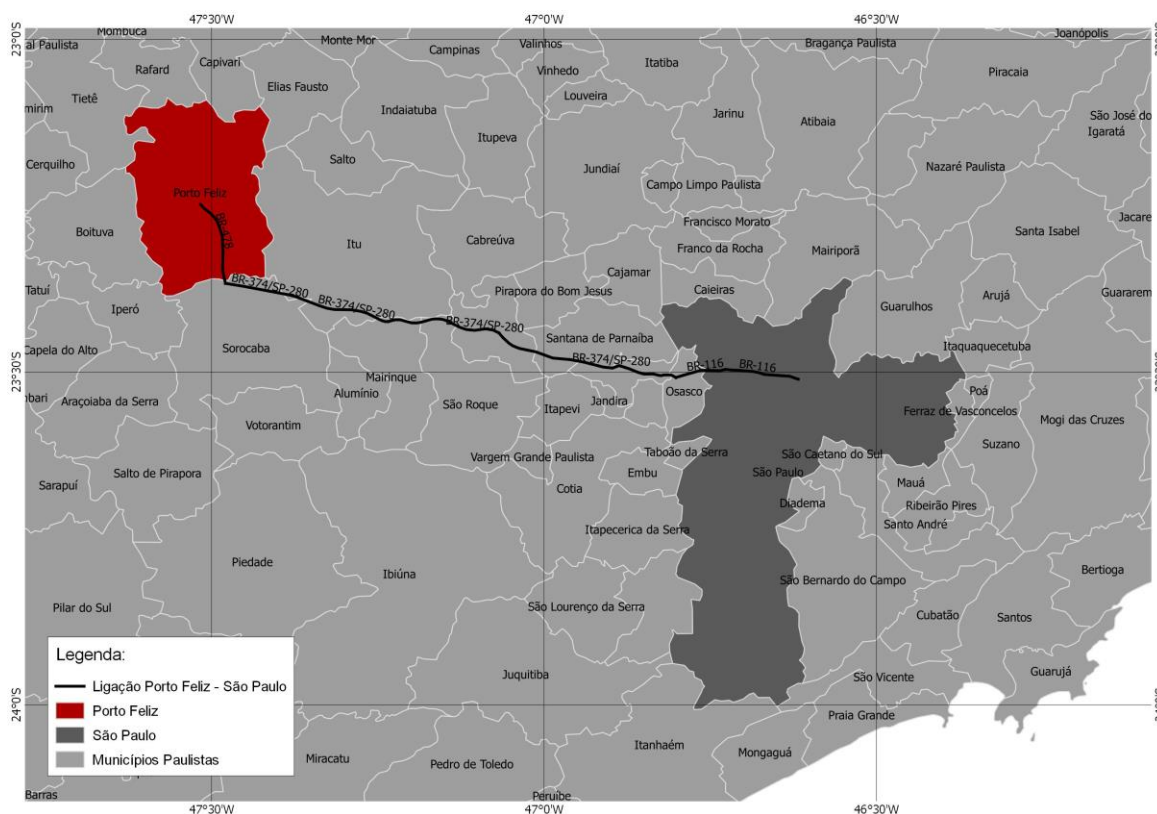 47°30'W 47°0'W 46°30'W
23°0'S
Mombuca
Monte Mor
Valinhos
Bragança Paulista
Joanópolis
al Paulista
Rafard
Capivari
Campinas
Itatiba
Vinhedo
Piracaia
Tietê
Elias Fausto
Louveira
mirim
Indaiatuba
Jarinu
Atibaia
São José do
Igaratá
Itupeva
Cerquilho
Salto
Jundiaí
Nazaré Paulista
Campo Limpo Paulista
Porto Feliz
Jacare
Francisco Morato
Boituva
BR-478
Itu
Cabreúva
Franco da Rocha
Mairiporã
Santa Isabel
Cajamar
BR-374/SP-280
Tatuí
Pirapora do Bom Jesus
Caieiras
Arujá
Guararem
Iperó
BR-374/SP-280
BR-374/SP-280
Guarulhos
Santana de Parnaíba
Capela do Alto
Sorocaba
Itaquaquecetuba
BR-374/SP-280
BR-116
BR-116
23°30'S
Mairinque
Araçoiaba da Serra
Alumínio
São Roque
Itapevi
Jandira
Osasco
Poá
mbari
Ferraz de Vasconcelos
Votorantim
Mogi das Cruzes
Suzano
Vargem Grande Paulista
Taboão da Serra
São Caetano do Sul
Salto de Pirapora
Embu
São Paulo
Sarapuí
Cotia
Mauá
Diadema
Ribeirão Pires
Itapecerica da Serra
Santo André
Piedade
Ibiúna
São Bernardo do Campo
Bertioga
Pilar do Sul
São Lourenço da Serra
Cubatão
Santos
Legenda:
Ligação Porto Feliz - São Paulo
Porto Feliz
São Paulo
Municípios Paulistas
Juquitiba
São Vicente
Guarujá
24°0'S
Praia Grande
Itanhaém
Mongaguá
Miracatu
Pedro de Toledo
Barras
Peruíbe
47°30'W 47°0'W 46°30'W